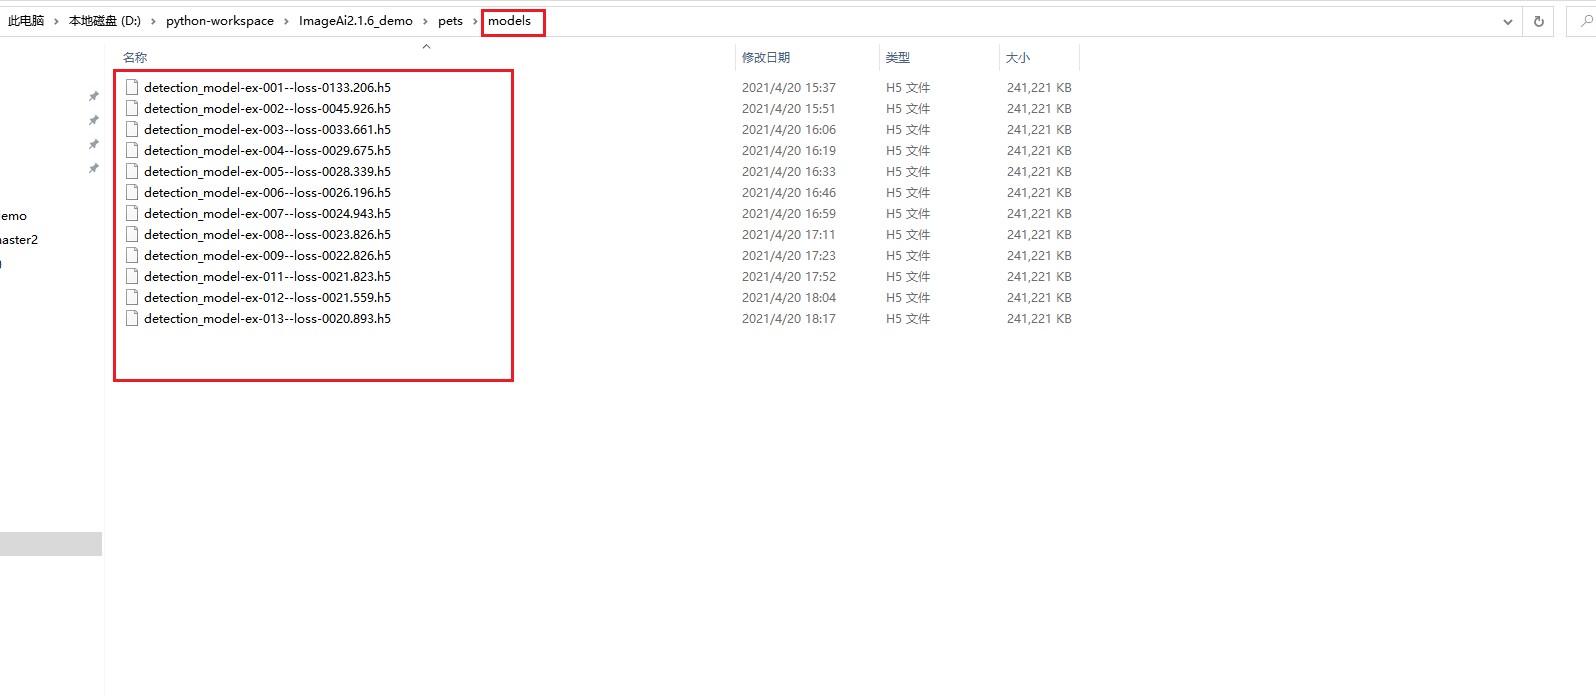 此电脑 › 本地磁盘 (D:) › python-workspace › ImageAi2.1.6_demo › pets › models
名称 修改日期 类型 大小
detection_model-ex-001--loss-0133.206.h5 2021/4/20 15:37 H5 文件 241,221 KB
detection_model-ex-002--loss-0045.926.h5 2021/4/20 15:51 H5 文件 241,221 KB
detection_model-ex-003--loss-0033.661.h5 2021/4/20 16:06 H5 文件 241,221 KB
detection_model-ex-004--loss-0029.675.h5 2021/4/20 16:19 H5 文件 241,221 KB
detection_model-ex-005--loss-0028.339.h5 2021/4/20 16:33 H5 文件 241,221 KB
detection_model-ex-006--loss-0026.196.h5 2021/4/20 16:46 H5 文件 241,221 KB
detection_model-ex-007--loss-0024.943.h5 2021/4/20 16:59 H5 文件 241,221 KB
emo
detection_model-ex-008--loss-0023.826.h5 2021/4/20 17:11 H5 文件 241,221 KB
aster2
detection_model-ex-009--loss-0022.826.h5 2021/4/20 17:23 H5 文件 241,221 KB
detection_model-ex-011--loss-0021.823.h5 2021/4/20 17:52 H5 文件 241,221 KB
detection_model-ex-012--loss-0021.559.h5 2021/4/20 18:04 H5 文件 241,221 KB
detection_model-ex-013--loss-0020.893.h5 2021/4/20 18:17 H5 文件 241,221 KB